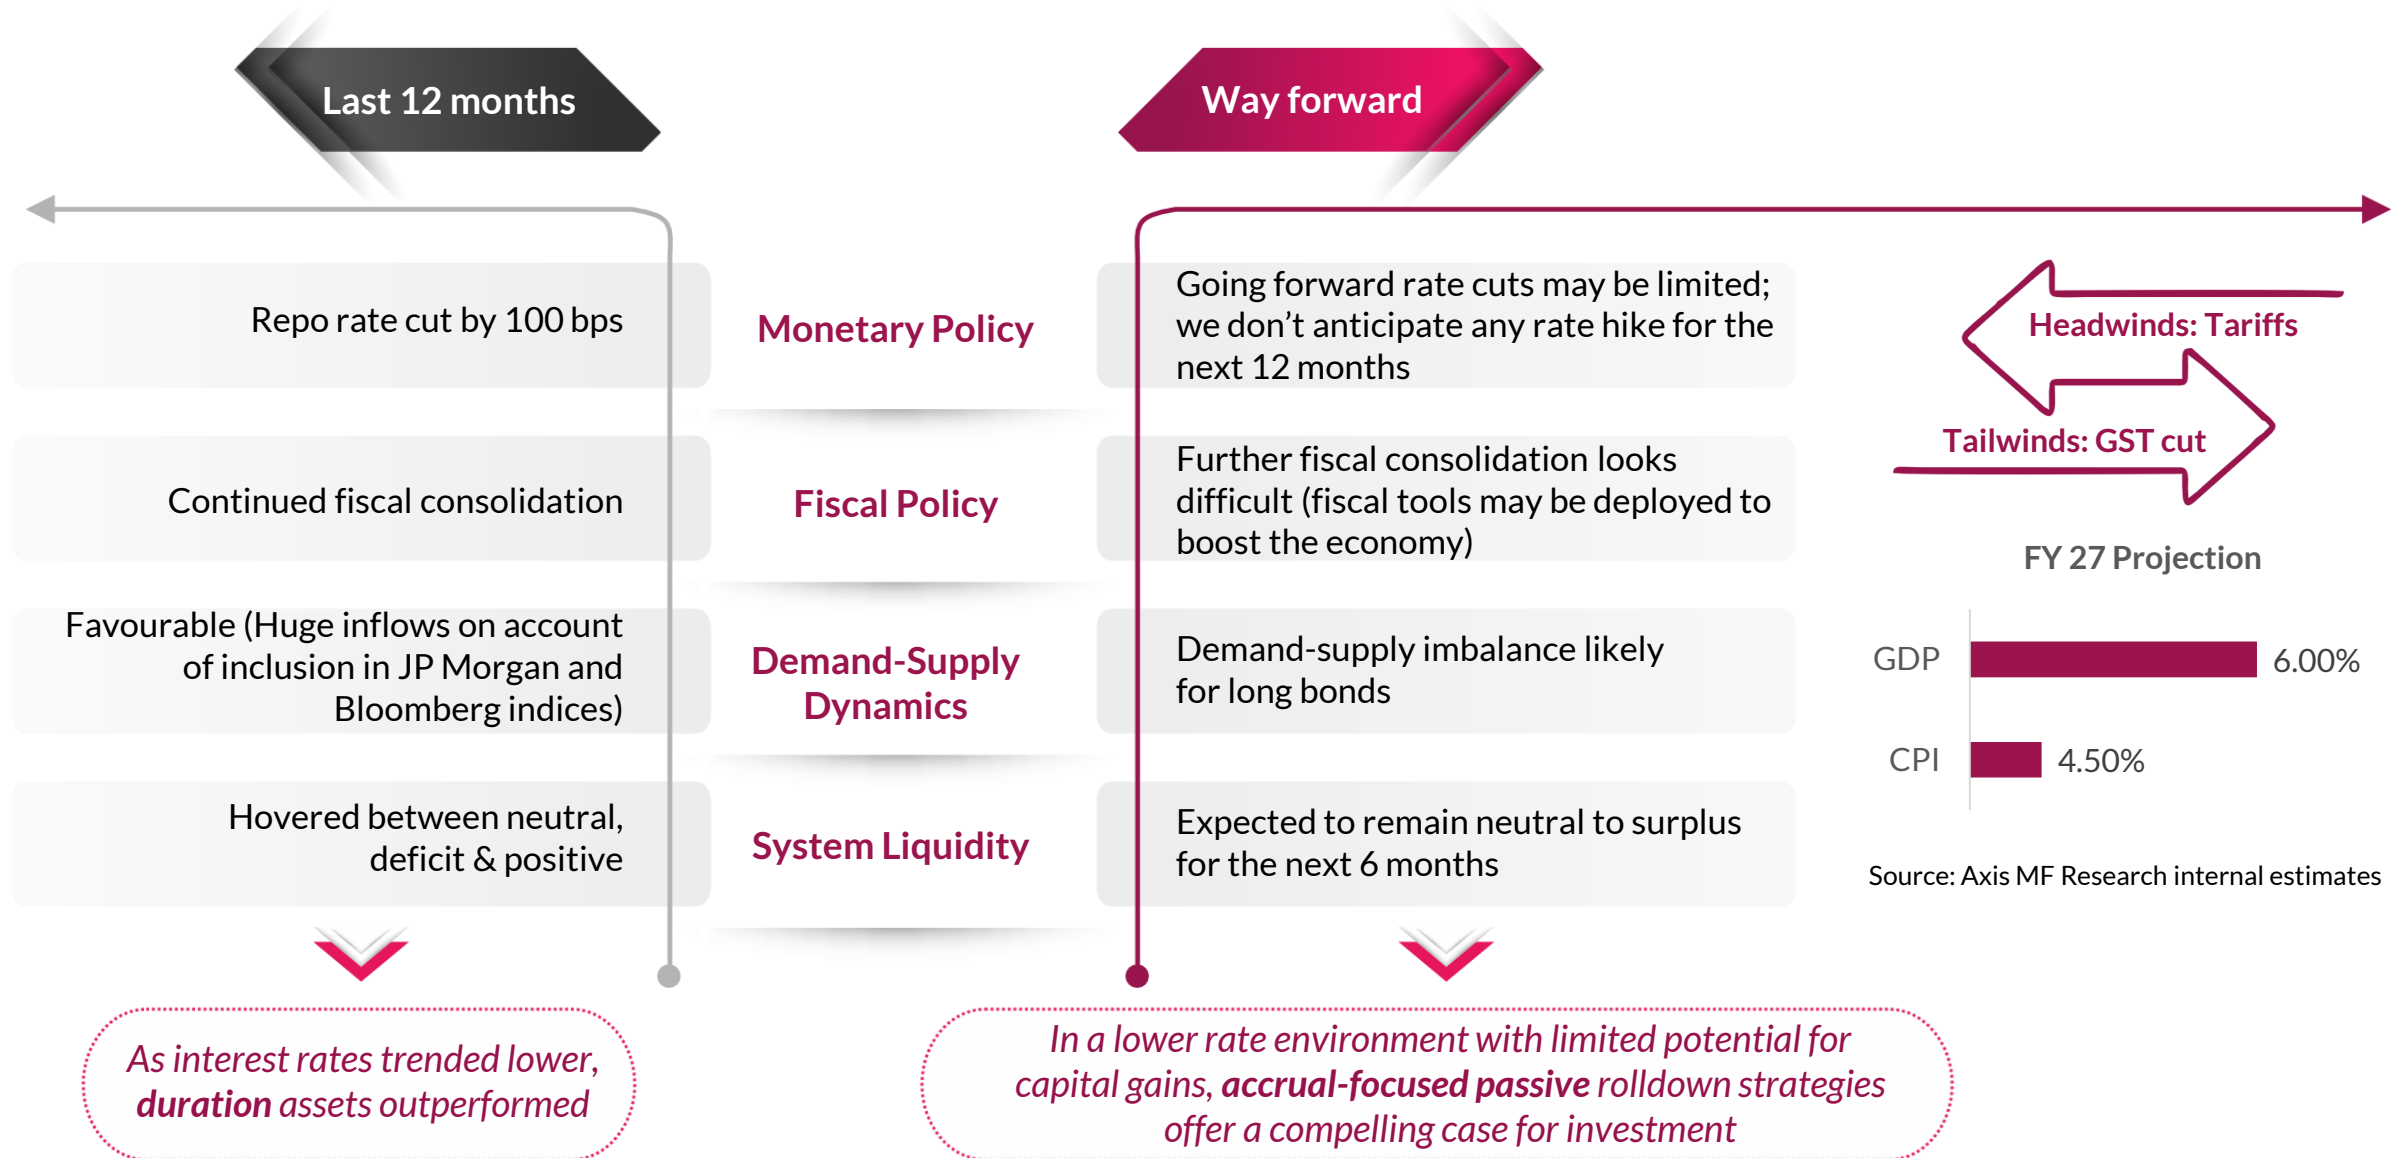 Last 12 months
Way forward
Repo rate cut by 100 bps
Monetary Policy
Going forward rate cuts may be limited;
we don’t anticipate any rate hike for the
next 12 months
Continued fiscal consolidation
Fiscal Policy
Further fiscal consolidation looks
difficult (fiscal tools may be deployed to
boost the economy)
Favourable (Huge inflows on account
of inclusion in JP Morgan and
Bloomberg indices)
Demand-Supply
Dynamics
Demand-supply imbalance likely
for long bonds
Hovered between neutral,
deficit & positive
System Liquidity
Expected to remain neutral to surplus
for the next 6 months
Headwinds: Tariffs
Tailwinds: GST cut
FY 27 Projection
GDP 6.00%
CPI 4.50%
Source: Axis MF Research internal estimates
As interest rates trended lower,
duration assets outperformed
In a lower rate environment with limited potential for
capital gains, accrual-focused passive rolldown strategies
offer a compelling case for investment